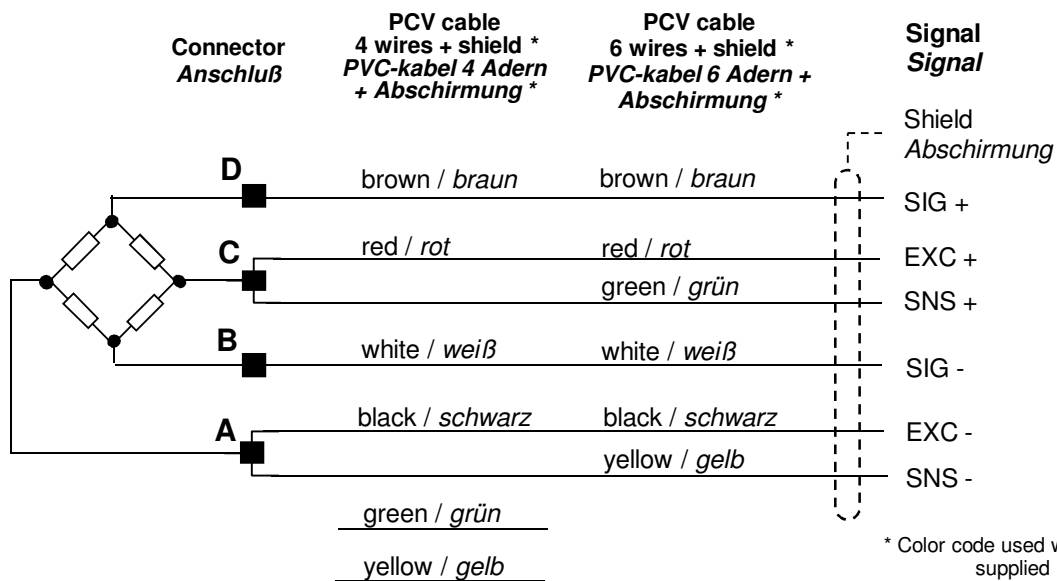 Connector
Anschluß
PCV cable
4 wires + shield *
PVC-kabel 4 Adern
+ Abschirmung *
PCV cable
6 wires + shield *
PVC-kabel 6 Adern +
Abschirmung *
Signal
Signal
Shield
Abschirmung
D
brown / braun
brown / braun
SIG +
C
red / rot
red / rot
EXC +
green / grün
SNS +
B
white / weiß
white / weiß
SIG -
A
black / schwarz
black / schwarz
EXC -
yellow / gelb
SNS -
green / grün
yellow / gelb
* Color code used
supplied